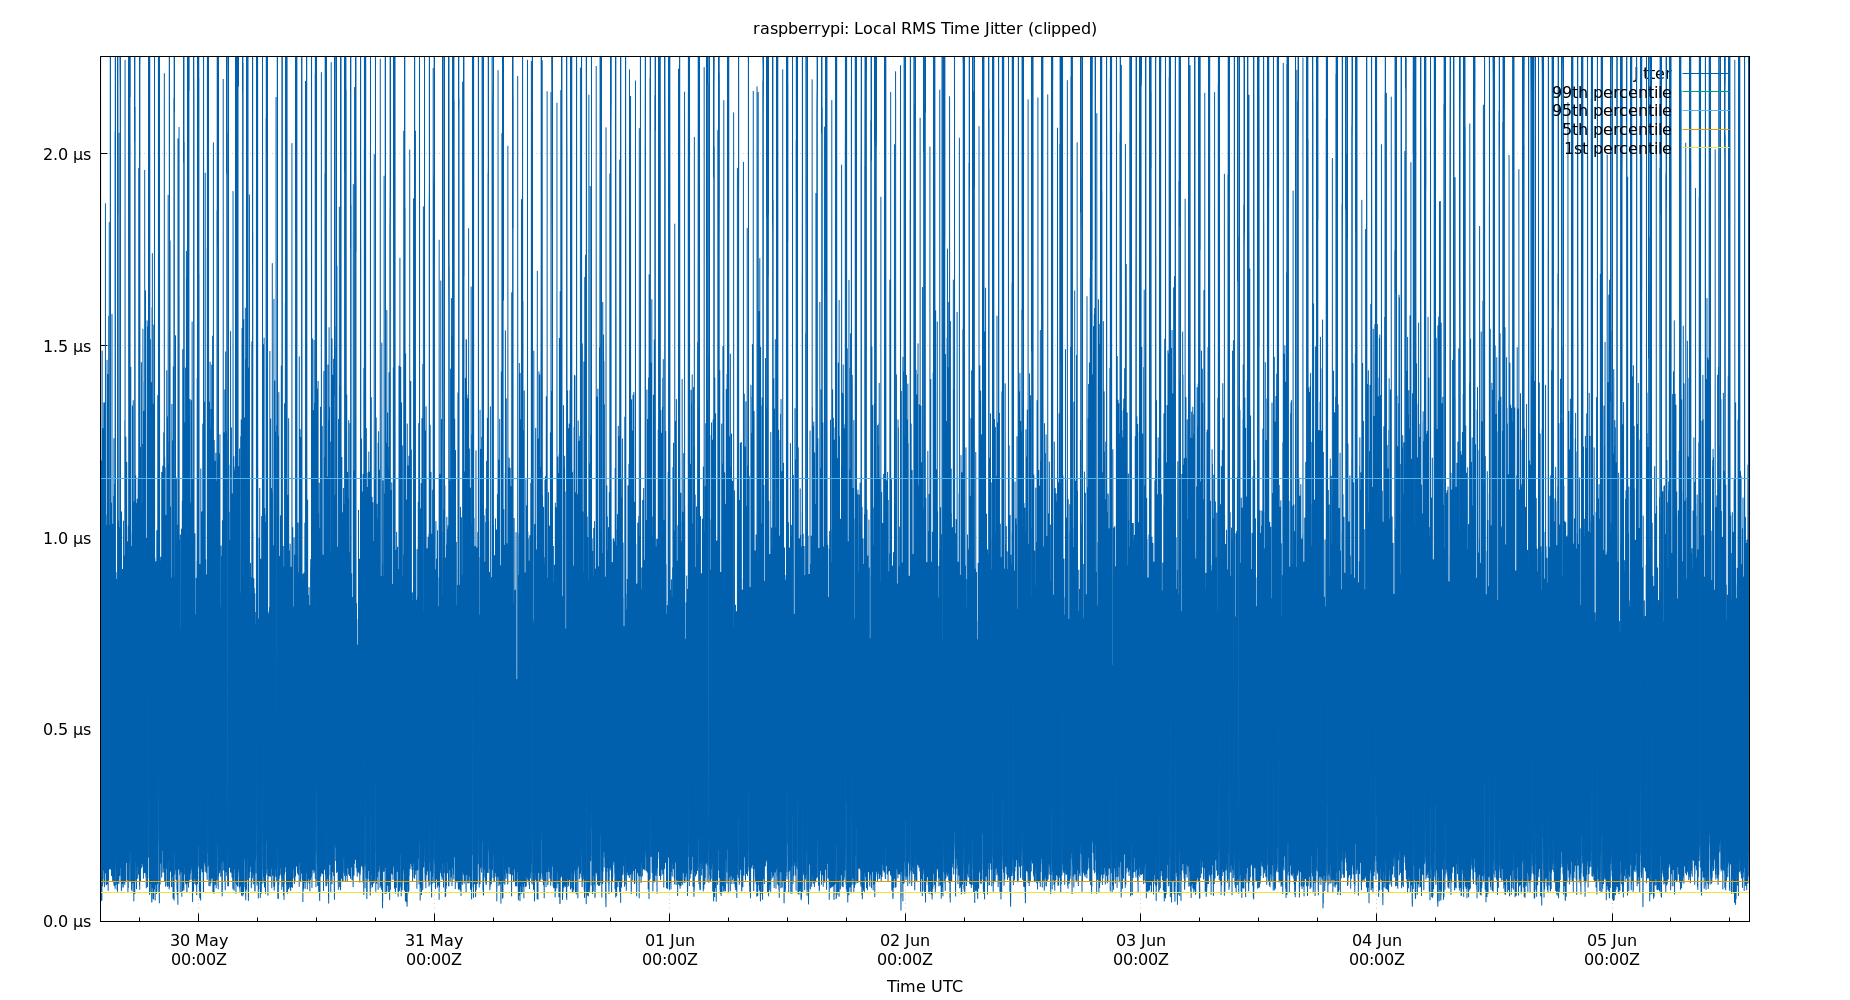 raspberrypi: Local RMS Time Jitter (clipped)
jitter
99th percentile
95th percentile
5th percentile
1st percentile
2.0 µs
1.5 µs
1.0 µs
0.5 µs
0.0 µs
30 May 31 May 01 Jun 02 Jun 03 Jun 04 Jun 05 Jun
00:00Z 00:00Z 00:00Z 00:00Z 00:00Z 00:00Z 00:00Z
Time UTC